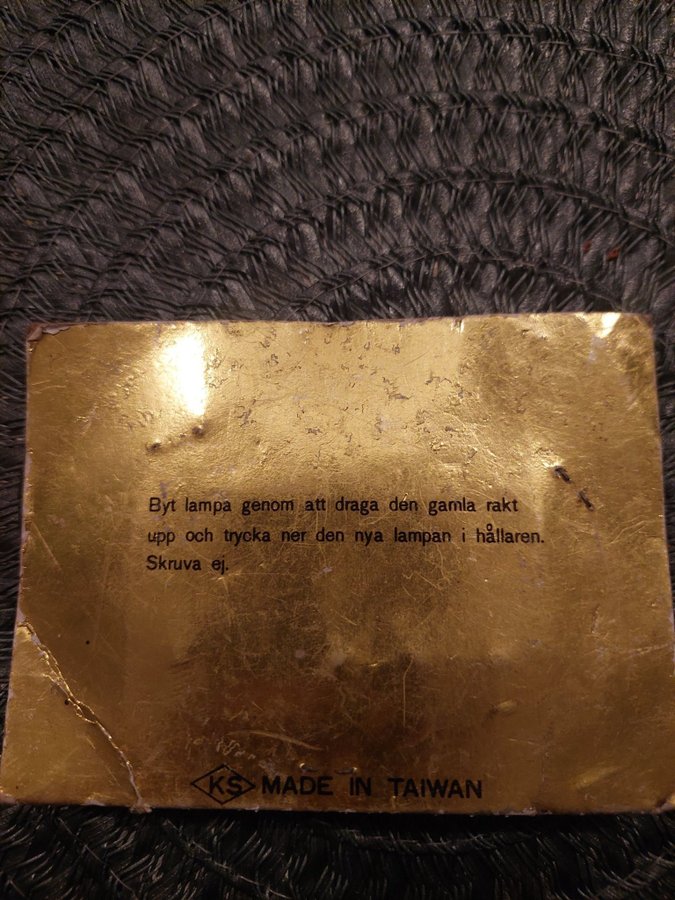 Byt lampa genom att draga den gamla rakt
upp och trycka ner den nya lampan i hållaren.
Skruva ej.
KS MADE IN TAIWAN